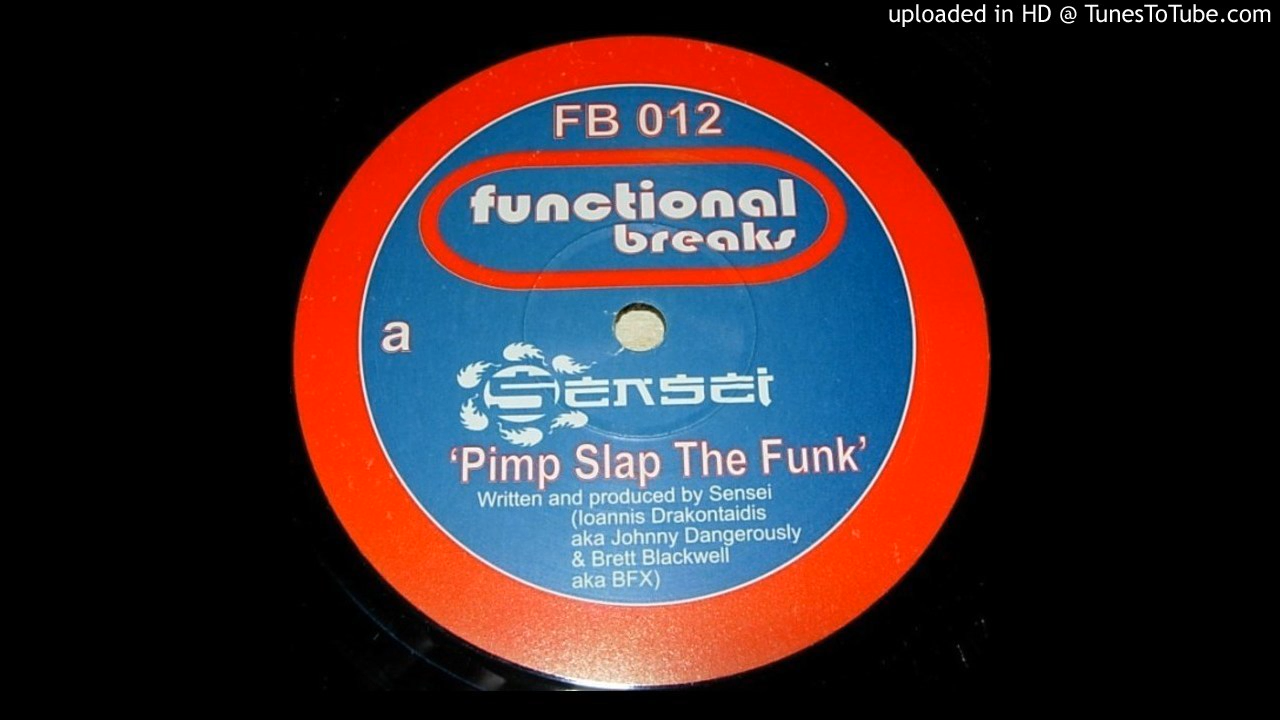 uploaded in HD @ TunesToTube.com
FB 012
functional
breaks
a
Sensei
‘Pimp Slap The Funk’
Written and produced by Sensei
(Ioannis Drakontaidis
aka Johnny Dangerously
& Brett Blackwell
aka BFX)